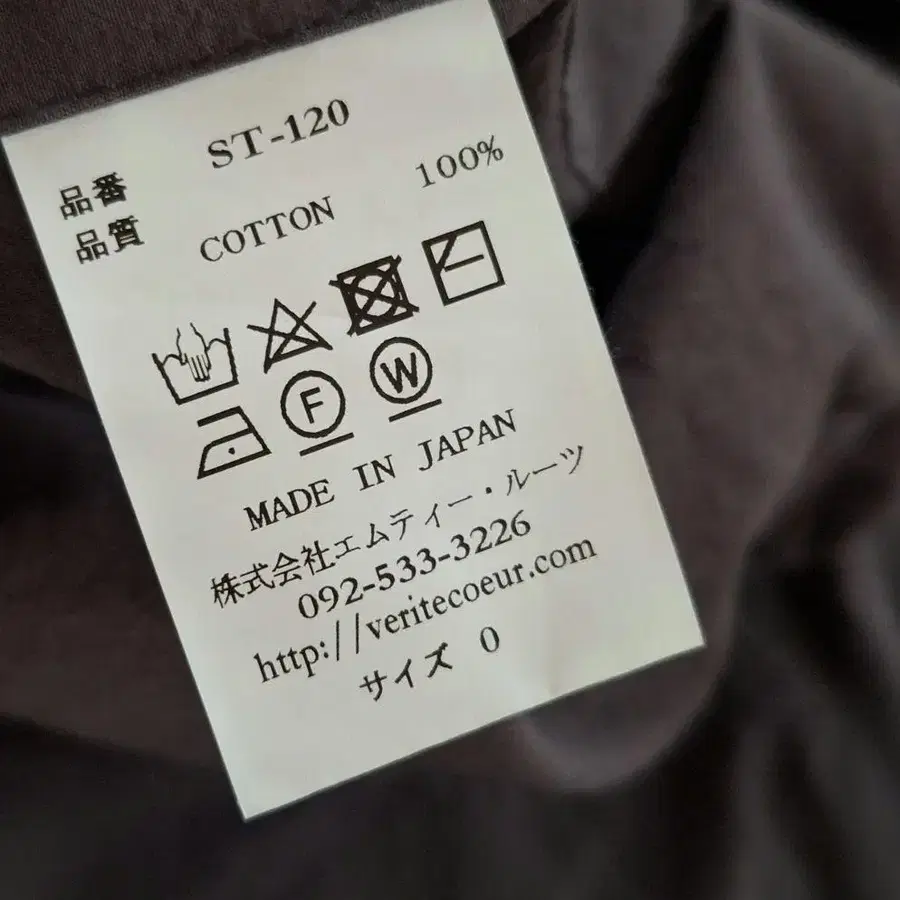 品番 ST-120
品質 COTTON 100%
F W
MADE IN JAPAN
株式会社エムティー・ルーツ
092-533-3226
http://veritecoeur.com
サイズ 0